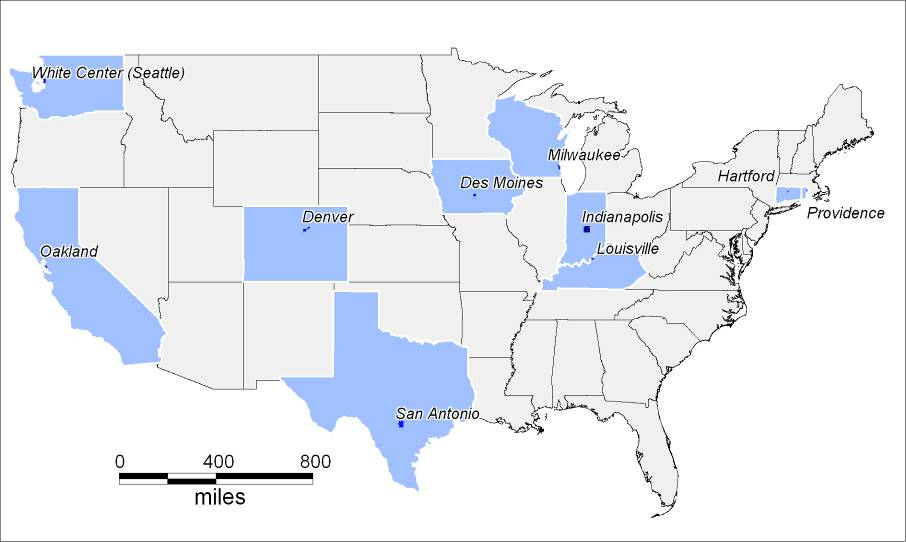 White Center (Seattle)
Milwaukee
Hartford
Des Moines
Providence
Denver
Indianapolis
Oakland
Louisville
San Antonio
0 400 800
miles